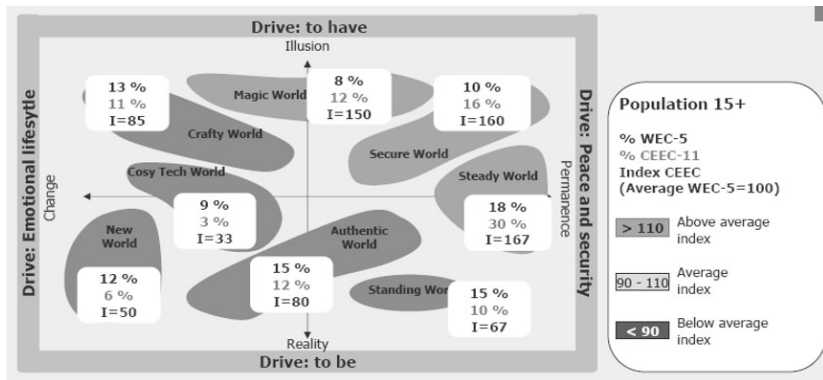 Drive: to have
Illusion
13 %
11 %
I=85
Crafty World
Magic World
8 %
12 %
I=150
10 %
16 %
I=160
Secure World
Cosy Tech World
9 %
3 %
I=33
Steady World
18 %
30 %
I=167
New
World
12 %
6 %
I=50
Authentic
World
15 %
12 %
I=80
Standing Wor
15 %
10 %
I=67
Reality
Drive: to be
Drive: Emotional lifesytle
Change
Permanence
Drive: Peace and security
Population 15+
% WEC-5
% CEEC-11
Index CEEC
(Average WEC-5=100)
> 110 Above average
index
90 - 110 Average
index
< 90 Below average
index